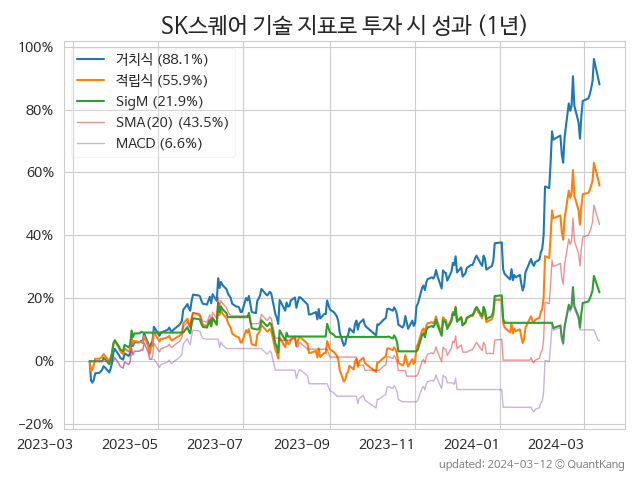 SK스퀘어 기술 지표로 투자 시 성과 (1년)
100%
80%
60%
40%
20%
0%
−20%
거치식 (88.1%)
적립식 (55.9%)
SigM (21.9%)
SMA(20) (43.5%)
MACD (6.6%)
2023-03 2023-05 2023-07 2023-09 2023-11 2024-01 2024-03
updated: 2024-03-12 © QuantKang